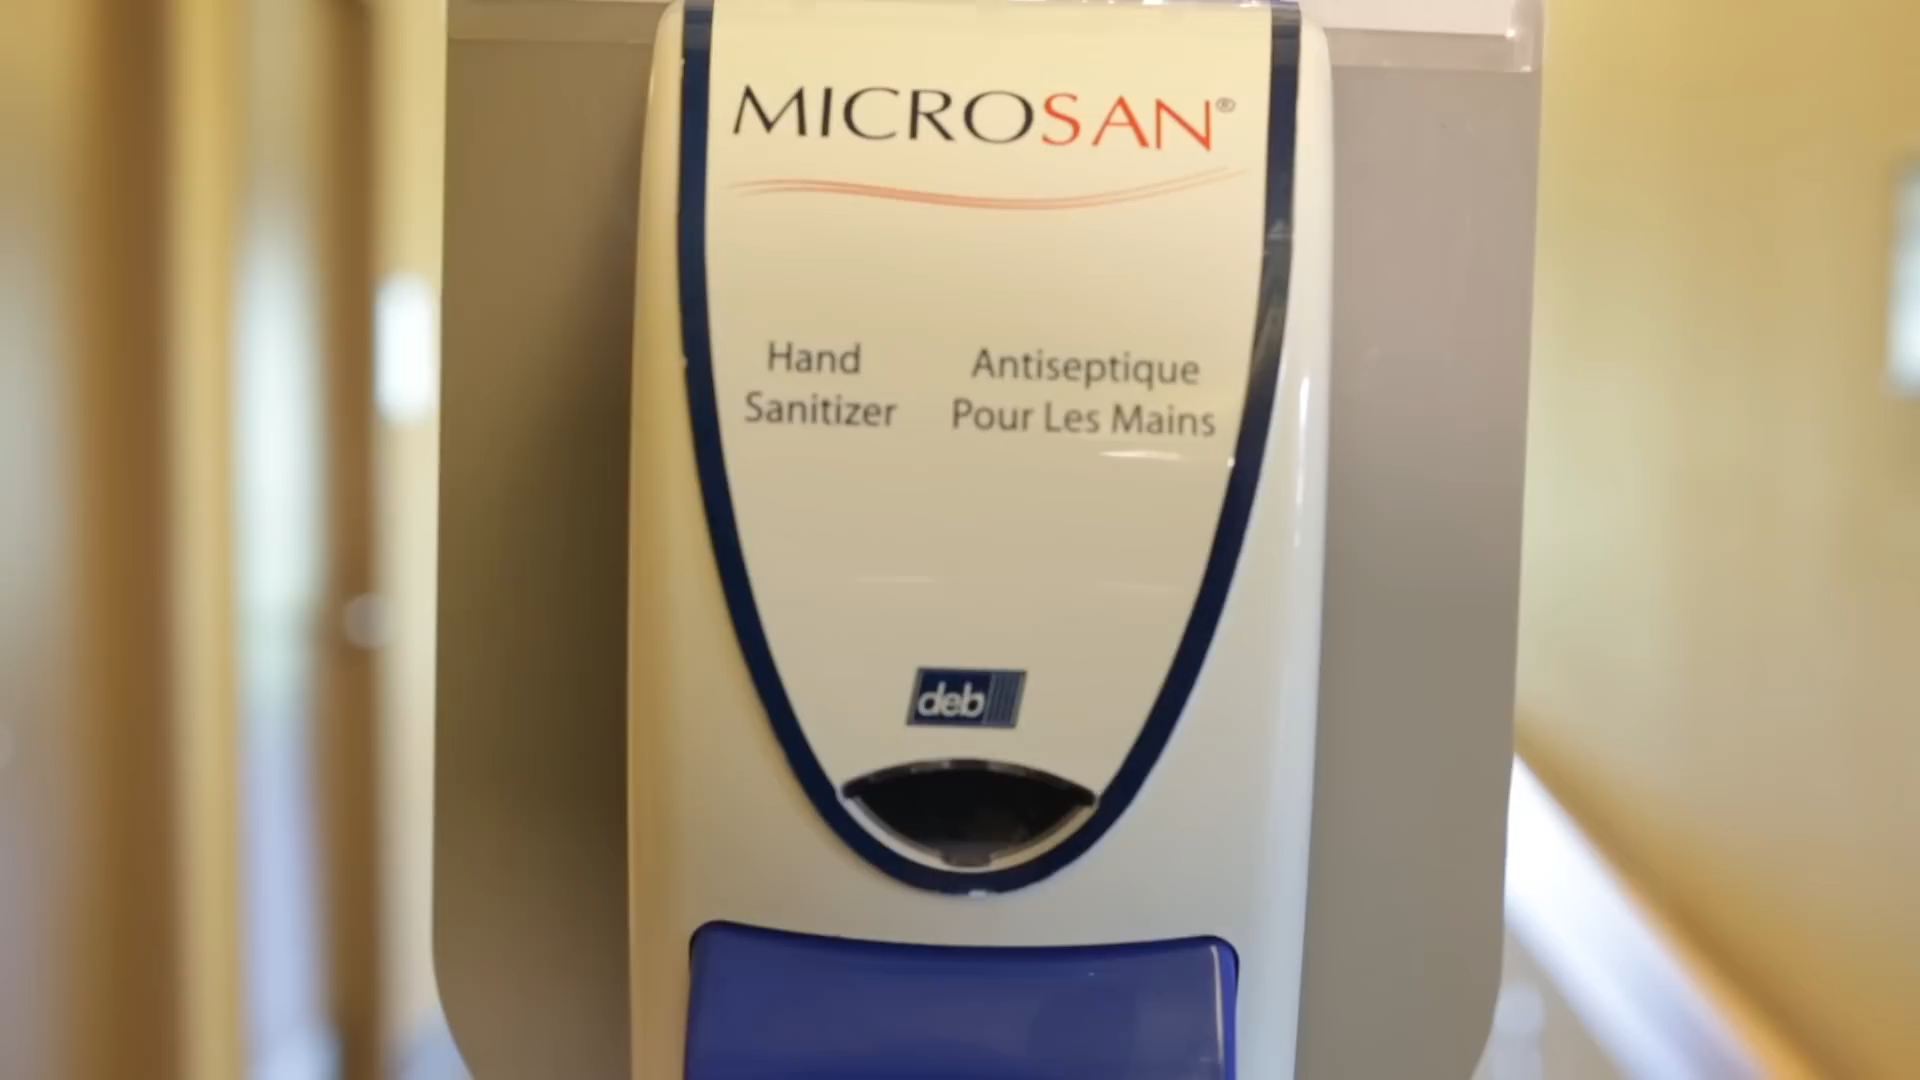 MICROSAN®
Hand
Sanitizer
Antiseptique
Pour Les Mains
deb